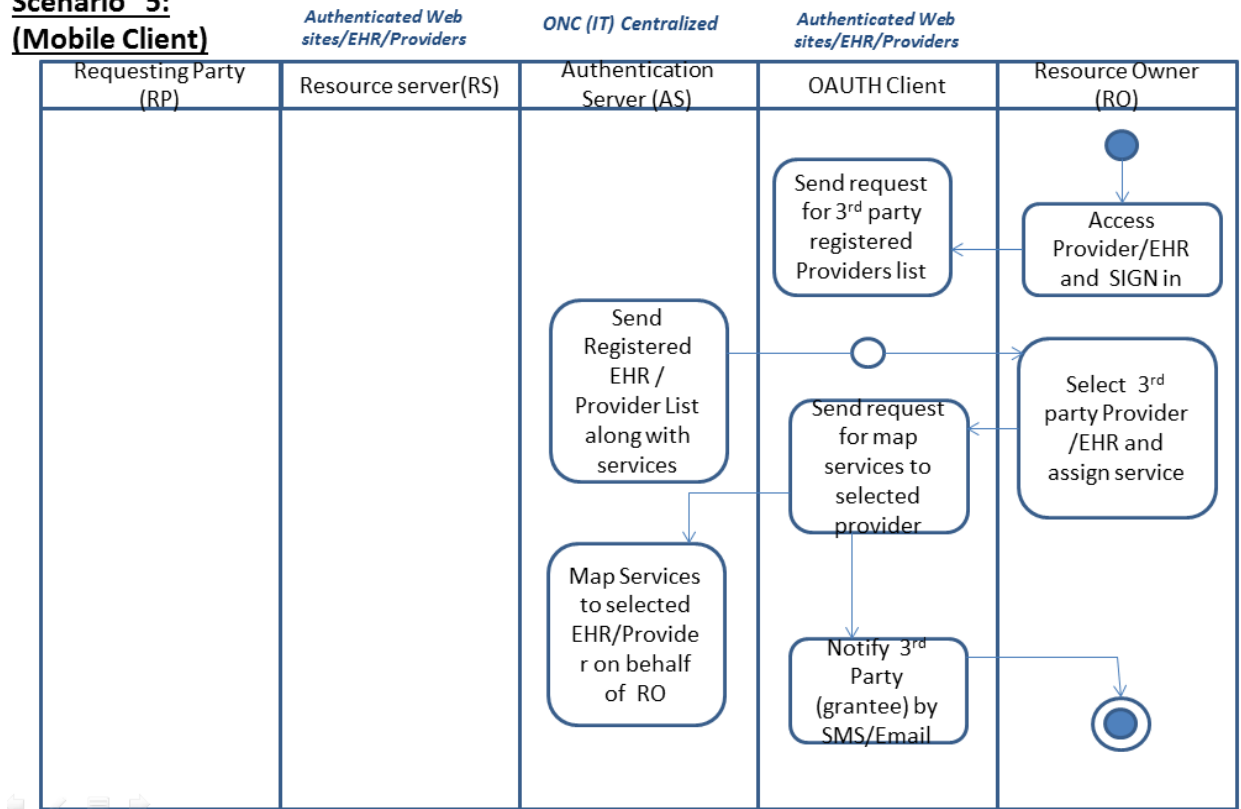 Scenario 5:
(Mobile Client)
Authenticated Web
sites/EHR/Providers
ONC (IT) Centralized
Authenticated Web
sites/EHR/Providers
Requesting Party
(RP)
Resource server(RS)
Authentication
Server (AS)
OAUTH Client
Resource Owner
(RO)
Send request
for 3rd party
registered
Providers list
Access
Provider/EHR
and SIGN in
Send
Registered
EHR /
Provider List
along with
services
Select 3rd
party Provider
/EHR and
assign service
Send request
for map
services to
selected
provider
Map Services
to selected
EHR/Provide
r on behalf
of RO
Notify 3rd
Party
(grantee) by
SMS/Email